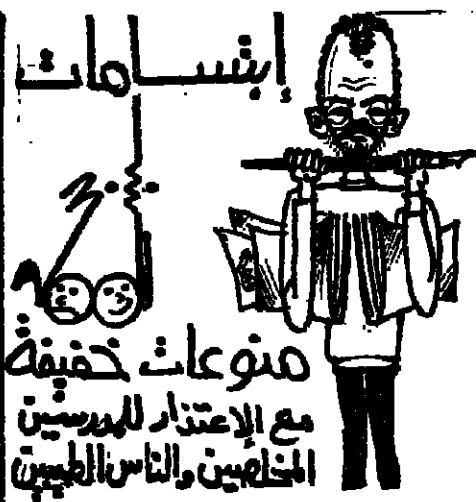 إبتسامات
منوعات خفيفة
مع الإعتذار للمدرسين
المخلصين والناس الطيبين